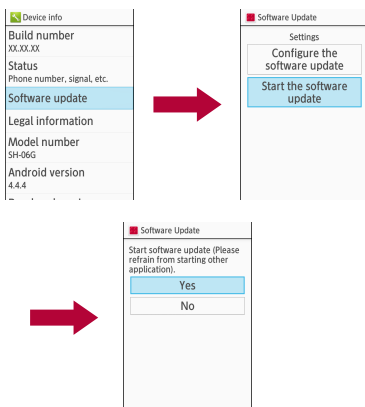 Device info
Build number
XX.XX.XX
Status
Phone number, signal, etc.
Software update
Legal information
Model number
SH-06G
Android version
4.4.4
Software Update
Settings
Configure the
software update
Start the software
update
Software Update
Start software update (Please
refrain from starting other
application).
Yes
No